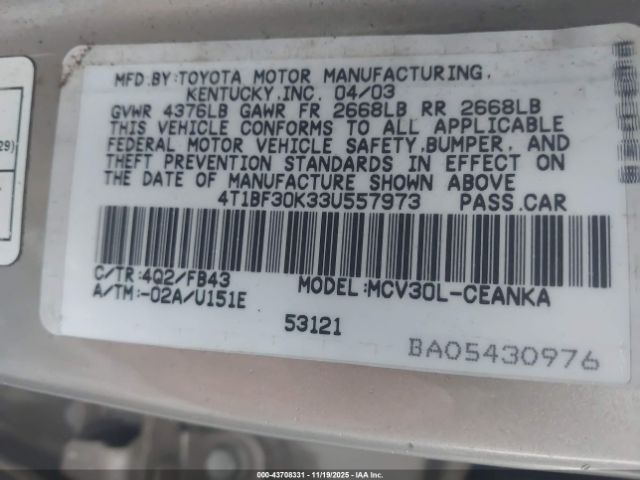 MFD.BY:TOYOTA MOTOR MANUFACTURING,
KENTUCKY,INC. 04/03
GVWR 4376LB GAWR FR 2668LB RR 2668LB
THIS VEHICLE CONFORMS TO ALL APPLICABLE
FEDERAL MOTOR VEHICLE SAFETY,BUMPER, AND
THEFT PREVENTION STANDARDS IN EFFECT ON
THE DATE OF MANUFACTURE SHOWN ABOVE
4T1BF30K33U557973 PASS.CAR
C/TR:4Q2/FB43 MODEL:MCV30L-CEANKA
A/TM:-02A/U151E
53121
BA05430976
29)
000-43708331 - 11/19/2025 - IAAI.COM